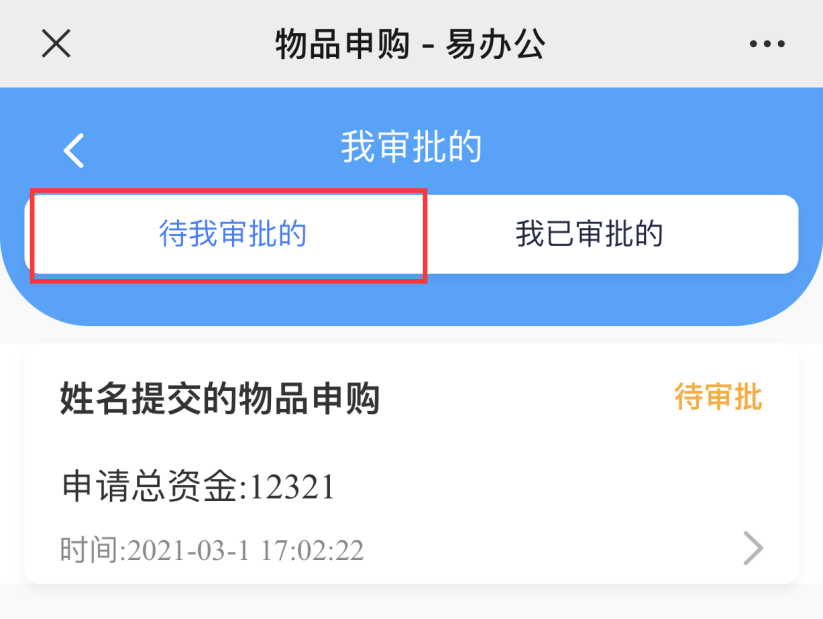 物品申购 - 易办公
我审批的
待我审批的 我已审批的
姓名提交的物品申购 待审批
申请总资金:12321
时间:2021-03-1 17:02:22